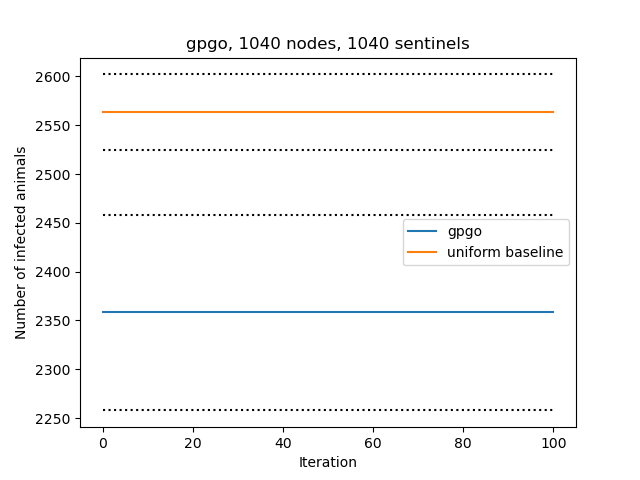 gpgo, 1040 nodes, 1040 sentinels
2600
2550
2500
2450
2400
2350
2300
2250
Number of infected animals
gpgo
uniform baseline
0
20
40
60
80
100
Iteration